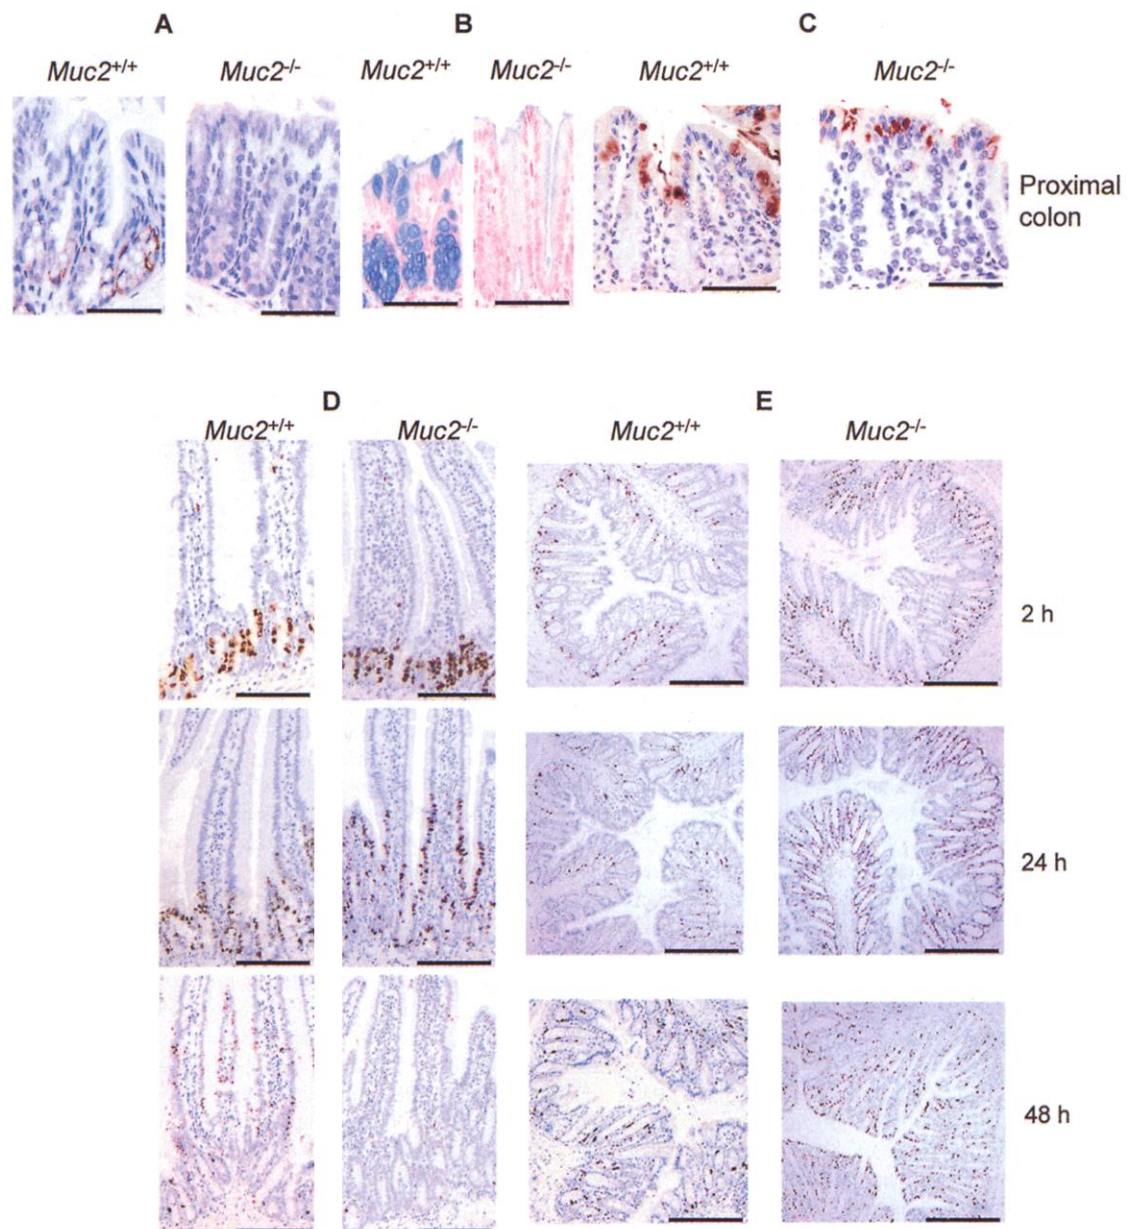 A B C
Muc2+/+ Muc2-/- Muc2+/+ Muc2-/- Muc2+/+ Muc2-/-
Proximal
colon
D E
Muc2+/+ Muc2-/- Muc2+/+ Muc2-/-
2 h
24 h
48 h